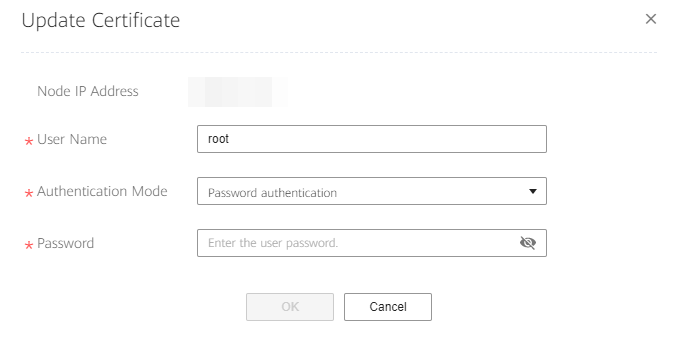 Update Certificate
Node IP Address
* User Name root
* Authentication Mode Password authentication
* Password Enter the user password.
OK Cancel